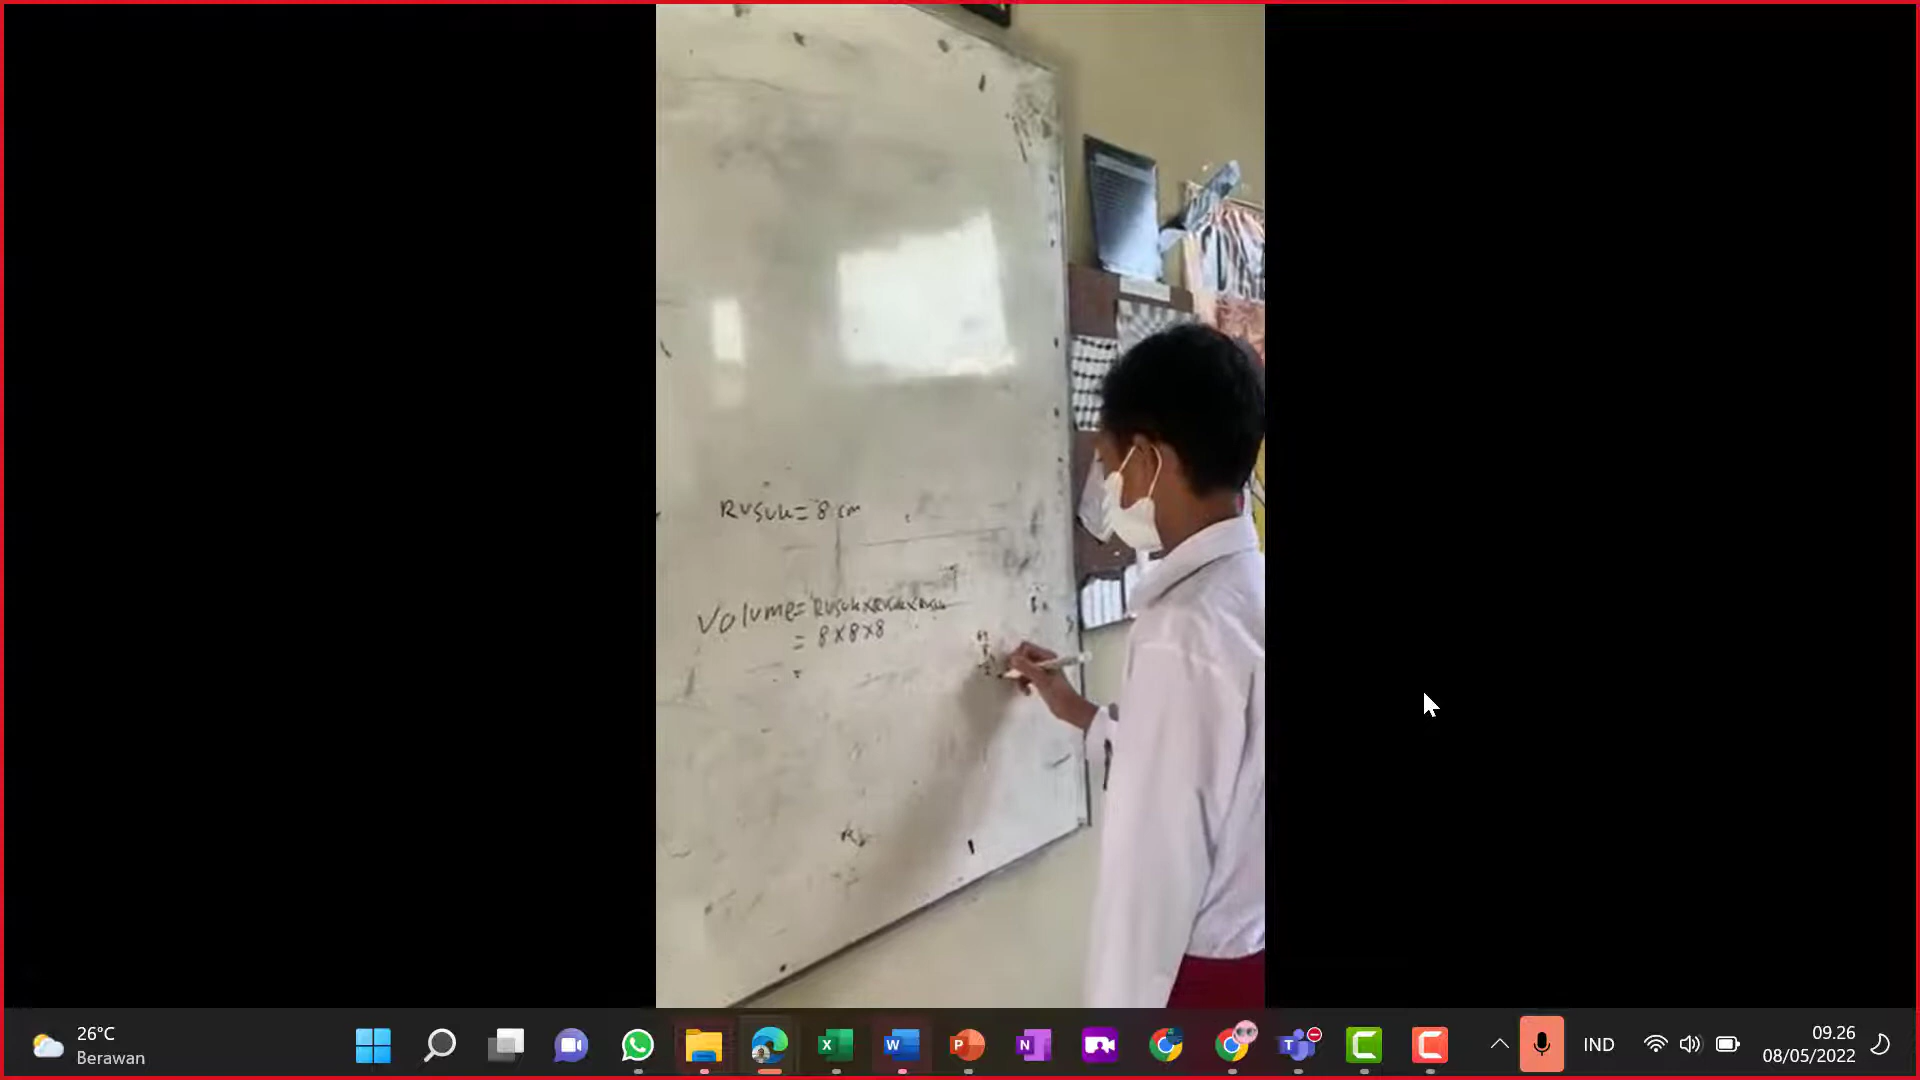 Rusuk = 8 cm
Volume = Rusuk x Rusuk x Rusuk
= 8 x 8 x 8
=
26°C
Berawan
IND
09.26
08/05/2022